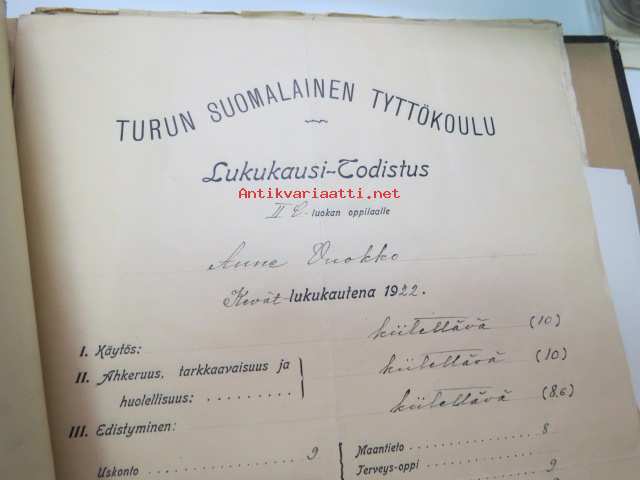 TURUN SUOMALAINEN TYTTÖKOULU
Lukukausi-Todistus
Antikvariaatti.net
II luokan oppilaalle
Anne Vuokko
Kevät lukukautena 1922.
I. Käytös: kiitettävä (10)
II. Ahkeruus, tarkkaavaisuus ja huolellisuus: kiitettävä (10)
III. Edistyminen: kiitettävä (8.6)
Uskonto 9
Maantieto 8
Terveys-oppi
9